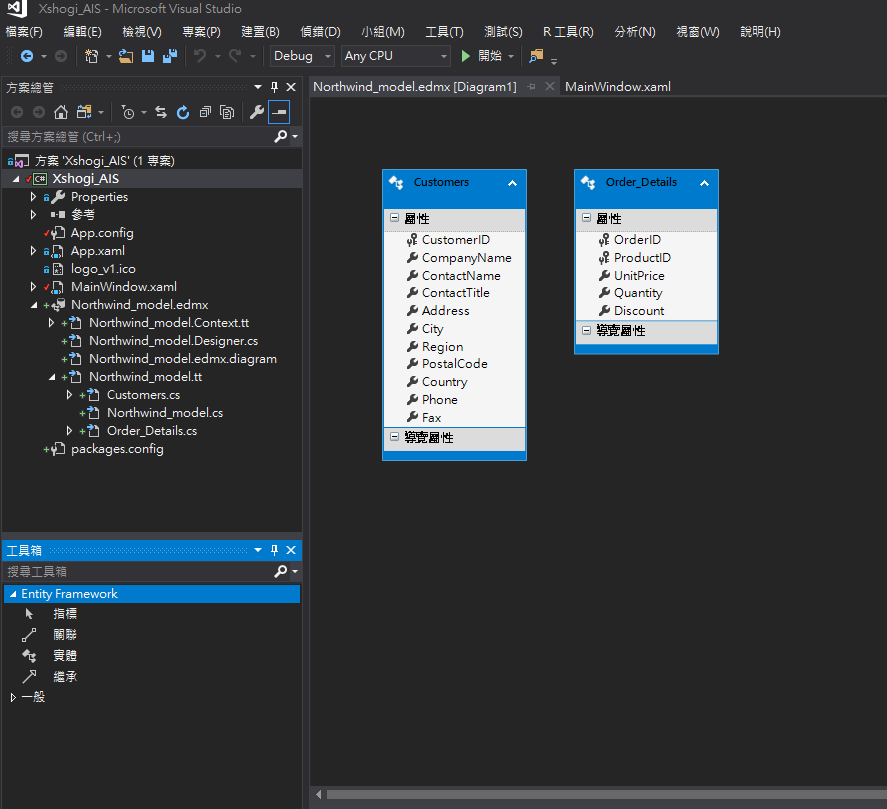 Xshogi_AIS - Microsoft Visual Studio
檔案(F) 編輯(E) 檢視(V) 專案(P) 建置(B) 偵錯(D) 小組(M) 工具(T) 測試(S) R 工具(R) 分析(N) 視窗(W) 說明(H)
Debug Any CPU 開始
方案總管
搜尋方案總管 (Ctrl+;)
方案 'Xshogi_AIS' (1 專案)
C# Xshogi_AIS
Properties
參考
App.config
App.xaml
logo_v1.ico
MainWindow.xaml
Northwind_model.edmx
Northwind_model.Context.tt
Northwind_model.Designer.cs
Northwind_model.edmx.diagram
Northwind_model.tt
Customers.cs
Northwind_model.cs
Order_Details.cs
packages.config
工具箱
搜尋工具箱
Entity Framework
指標
關聯
實體
繼承
一般
Northwind_model.edmx [Diagram1] MainWindow.xaml
Customers
屬性
CustomerID
CompanyName
ContactName
ContactTitle
Address
City
Region
PostalCode
Country
Phone
Fax
導覽屬性
Order_Details
屬性
OrderID
ProductID
UnitPrice
Quantity
Discount
導覽屬性